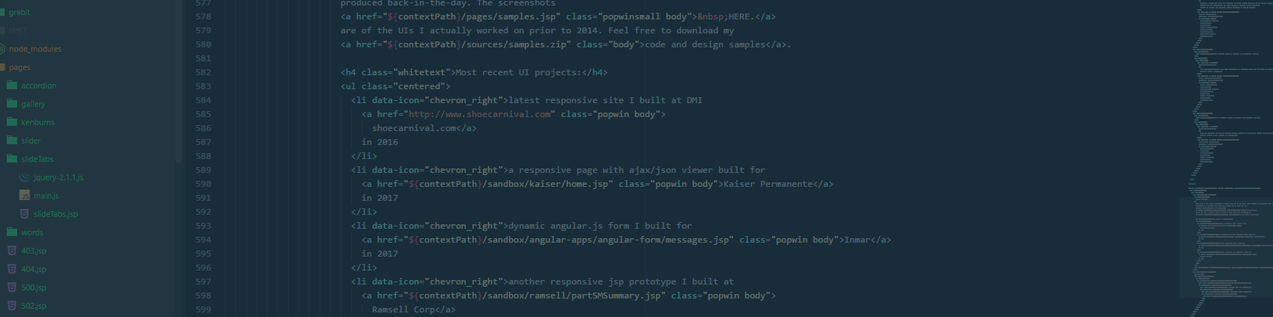 grabit
node_modules
pages
accordion
gallery
kenburns
slider
slideTabs
jquery-2.1.1.js
main.js
slideTabs.jsp
words
403.jsp
404.jsp
500.jsp
502.jsp
577 produced back-in-the-day. The screenshots
578 <a href="${contextPath}/pages/samples.jsp" class="popwinsmall body">&nbsp;HERE.</a>
579 are of the UIs I actually worked on prior to 2014. Feel free to download my
580 <a href="${contextPath}/sources/samples.zip" class="body">code and design samples</a>.
581
582 <h4 class="whitetext">Most recent UI projects:</h4>
583 <ul class="centered">
584 <li data-icon="chevron_right">latest responsive site I built at DMI
585 <a href="http://www.shoecarnival.com" class="popwin body">
586 shoecarnival.com</a>
587 in 2016
588 </li>
589 <li data-icon="chevron_right">a responsive page with ajax/json viewer built for
590 <a href="${contextPath}/sandbox/kaiser/home.jsp" class="popwin body">Kaiser Permanente</a>
591 in 2017
592 </li>
593 <li data-icon="chevron_right">dynamic angular.js form I built for
594 <a href="${contextPath}/sandbox/angular-apps/angular-form/messages.jsp" class="popwin body">Inmar</a>
595 in 2017
596 </li>
597 <li data-icon="chevron_right">another responsive jsp prototype I built at
598 <a href="${contextPath}/sandbox/ramsell/partSMSummary.jsp" class="popwin body">
599 Ramsell Corp</a>